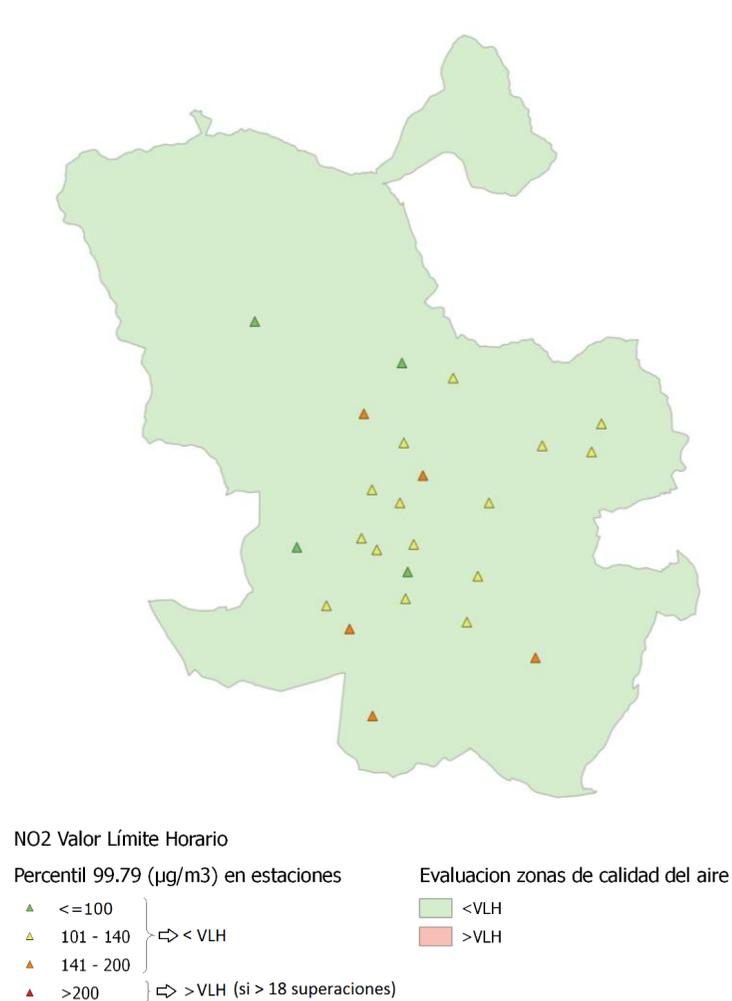 NO2 Valor Límite Horario
Percentil 99.79 (µg/m3) en estaciones
<=100
101 - 140
141 - 200
< VLH
>200
>VLH (si > 18 superaciones)
Evaluacion zonas de calidad del aire
<VLH
>VLH